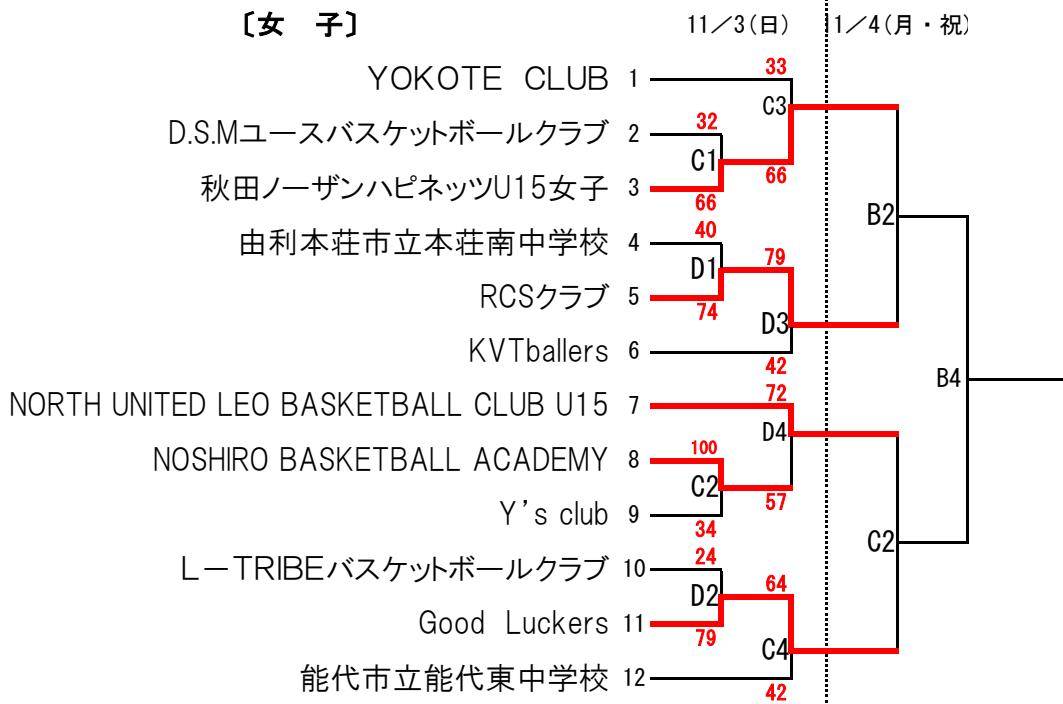 〔女　子〕
11／3(日)
11／4(月・祝)
33
YOKOTE　CLUB 1
C3
32
D.S.Mユースバスケットボールクラブ 2
C1
66
秋田ノーザンハピネッツU15女子 3
66
B2
40
由利本荘市立本荘南中学校 4
79
D1
RCSクラブ 5
74
D3
KVTballers 6
42
B4
72
NORTH UNITED LEO BASKETBALL CLUB U15 7
D4
100
NOSHIRO BASKETBALL ACADEMY 8
C2
57
Y’s club 9
34
C2
24
L－TRIBEバスケットボールクラブ 10
64
D2
Good　Luckers 11
79
C4
能代市立能代東中学校 12
42